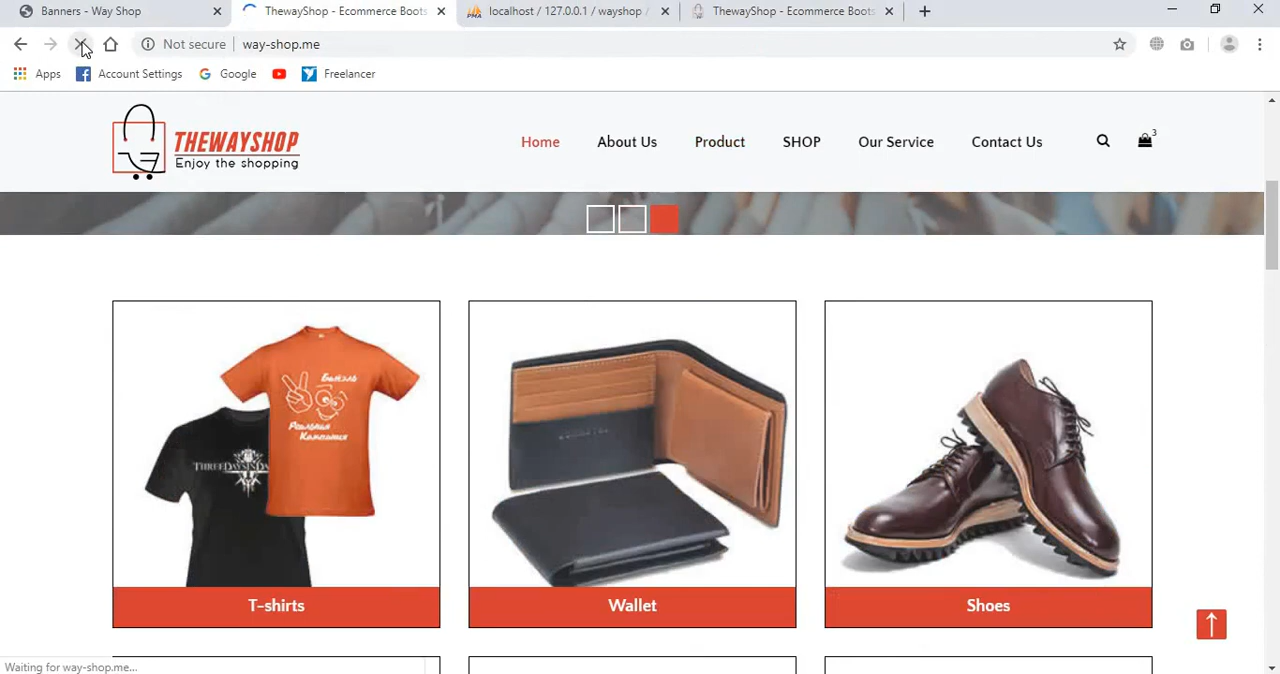 Banners - Way Shop
ThewayShop - Ecommerce Boots
localhost / 127.0.0.1 / wayshop /
ThewayShop - Ecommerce Boots
Not secure
way-shop.me
Apps
Account Settings
Google
Freelancer
THEWAYSHOP
Enjoy the shopping
Home
About Us
Product
SHOP
Our Service
Contact Us
3
T-shirts
Wallet
Shoes
Waiting for way-shop.me...